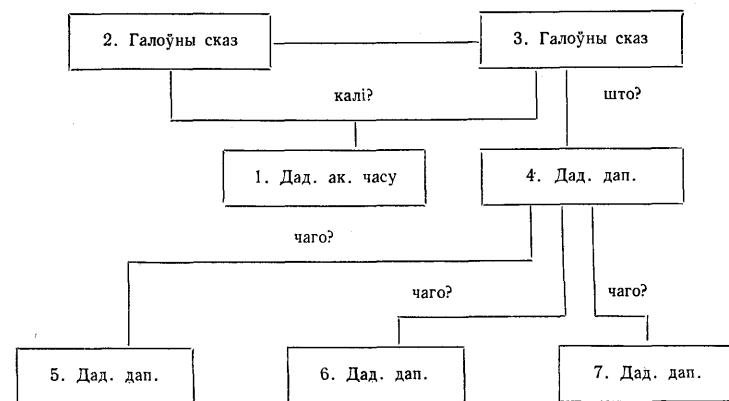 2. Галоўны сказ
3. Галоўны сказ
калі?
што?
1. Дад. ак. часу
4. Дад. дап.
чаго?
чаго?
чаго?
5. Дад. дап.
6. Дад. дап.
7. Дад. дап.